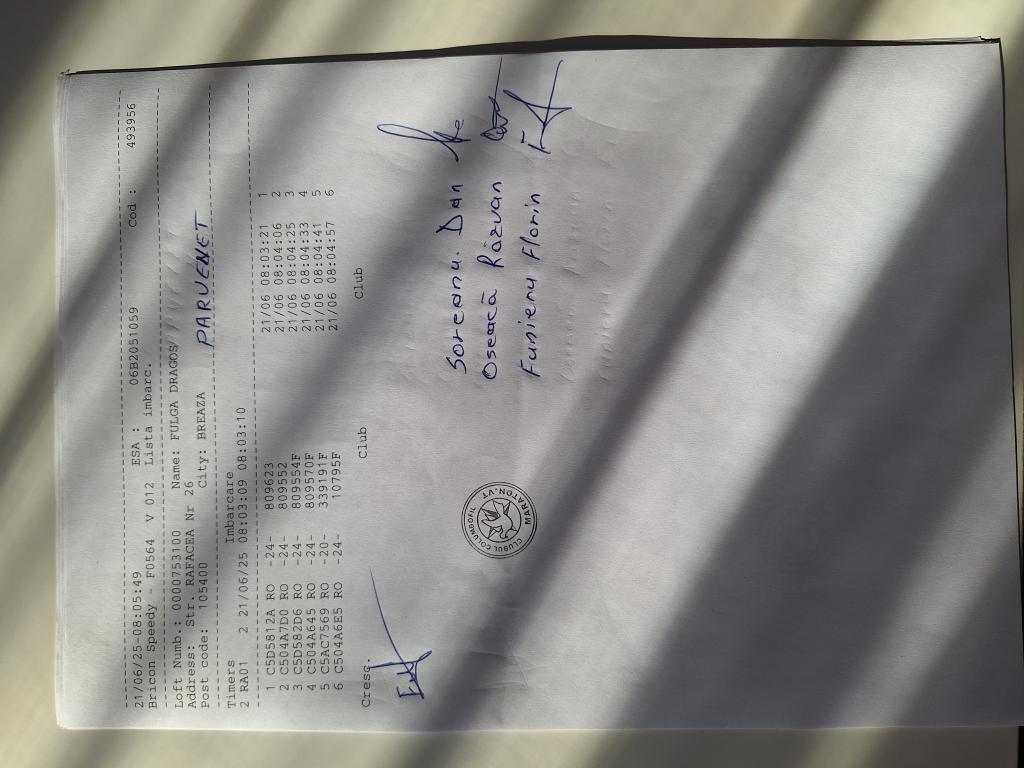 21/06/25-08:05:49 ESA : 06B2051059 Cod : 493956
Bricon Speedy - F0564 V 012 Lista imbarc.
Loft Numb.: 0000753100 Name: FULGA DRAGOS
Address: Str. RAFACEA Nr 26
Post code: 105400 City: BREAZA PARUENET
Timers Imbarcare
2 RA01 2 21/06/25 08:03:09 08:03:10
1 C5D5812A RO -24- 809623 21/06 08:03:21 1
2 C504A7D0 RO -24- 809552 21/06 08:04:06 2
3 C5D582D6 RO -24- 809554F 21/06 08:04:25 3
4 C504A645 RO -24- 809570F 21/06 08:04:33 4
5 C5AC7569 RO -20- 339191F 21/06 08:04:41 5
6 C504A6E5 RO -24- 10795F 21/06 08:04:57 6
Cresc. Club Club
Soreanu. Dan
Oseacă Răzvan
Funieru Florin
CLUBUL COLUMBOFIL
MARATON.VT